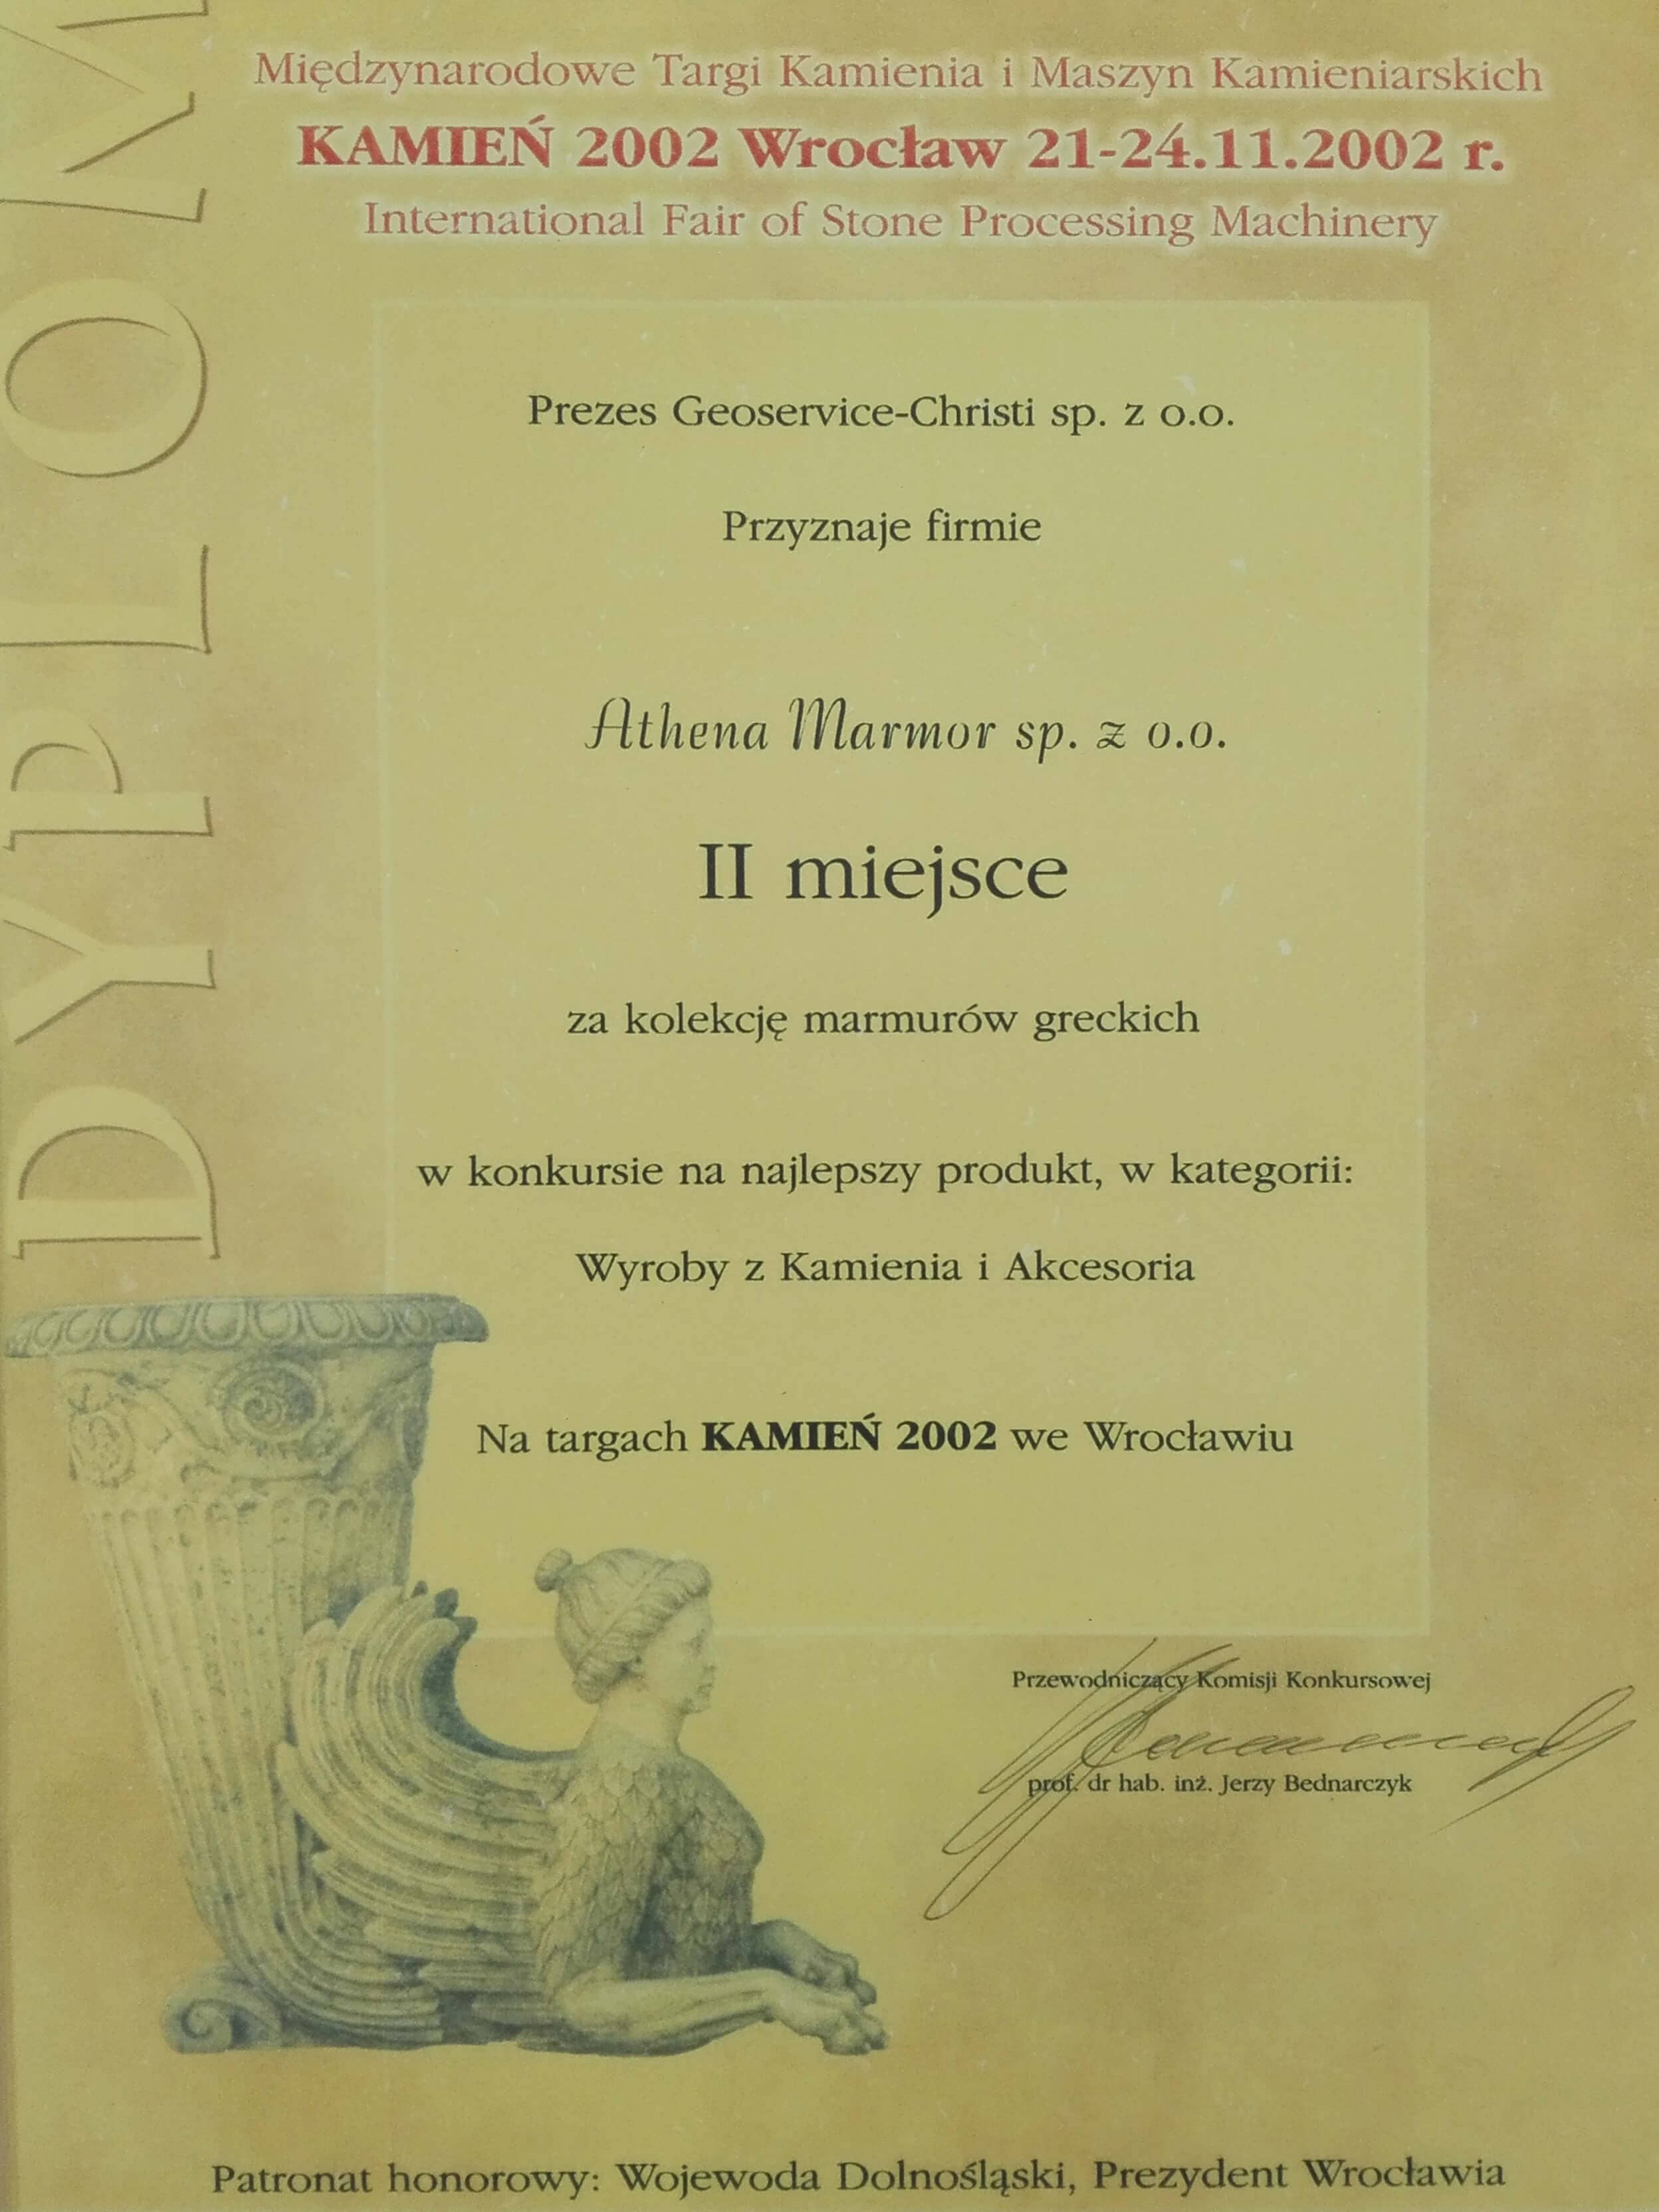 Międzynarodowe Targi Kamienia i Maszyn Kamieniarskich
KAMIEŃ 2002 Wrocław 21-24.11.2002 r.
International Fair of Stone Processing Machinery
DYPLOM
Prezes Geoservice-Christi sp. z o.o.
Przyznaje firmie
Athena Marmor sp. z o.o.
II miejsce
za kolekcję marmurów greckich
w konkursie na najlepszy produkt, w kategorii:
Wyroby z Kamienia i Akcesoria
Na targach KAMIEŃ 2002 we Wrocławiu
Przewodniczący Komisji Konkursowej
prof. dr hab. inż. Jerzy Bednarczyk
Patronat honorowy: Wojewoda Dolnośląski, Prezydent Wrocławia